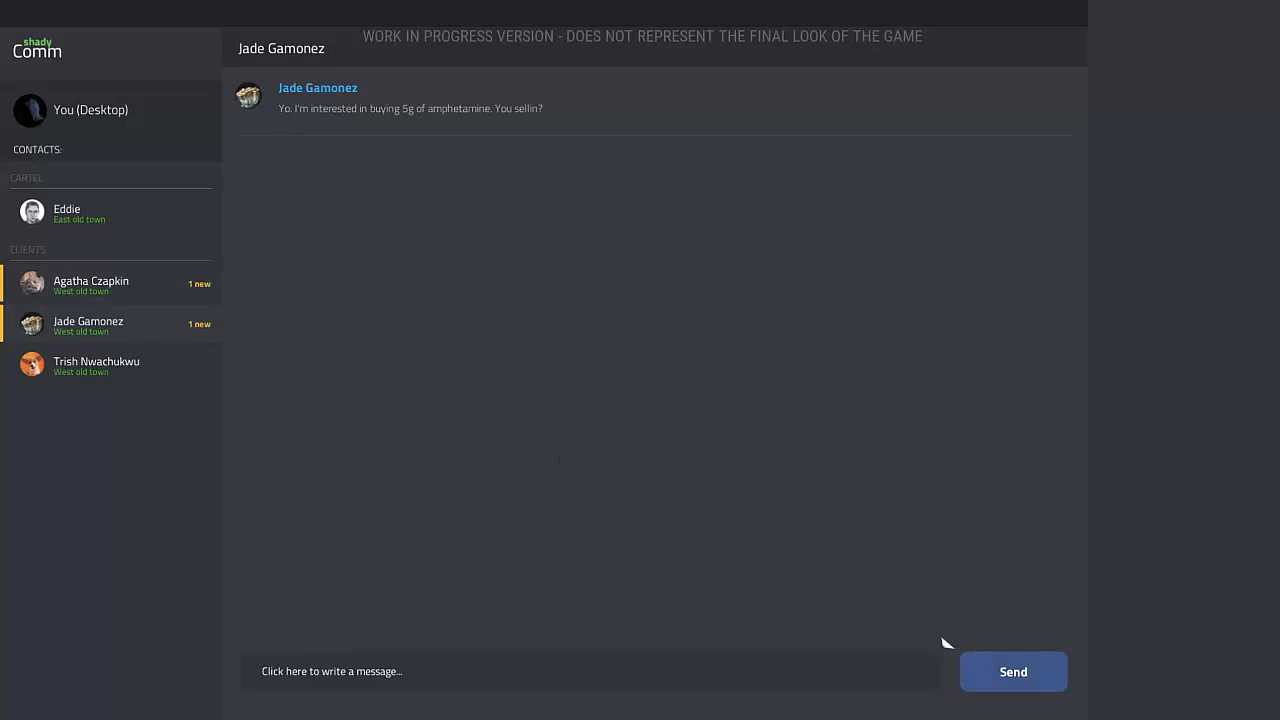 shady
Comm
You (Desktop)
CONTACTS:
CARTEL
Eddie
East old town
CLIENTS
Agatha Czapkin
West old town
1 new
Jade Gamonez
West old town
1 new
Trish Nwachukwu
West old town
WORK IN PROGRESS VERSION - DOES NOT REPRESENT THE FINAL LOOK OF THE GAME
Jade Gamonez
Jade Gamonez
Yo. I'm interested in buying 5g of amphetamine. You sellin?
Click here to write a message...
Send